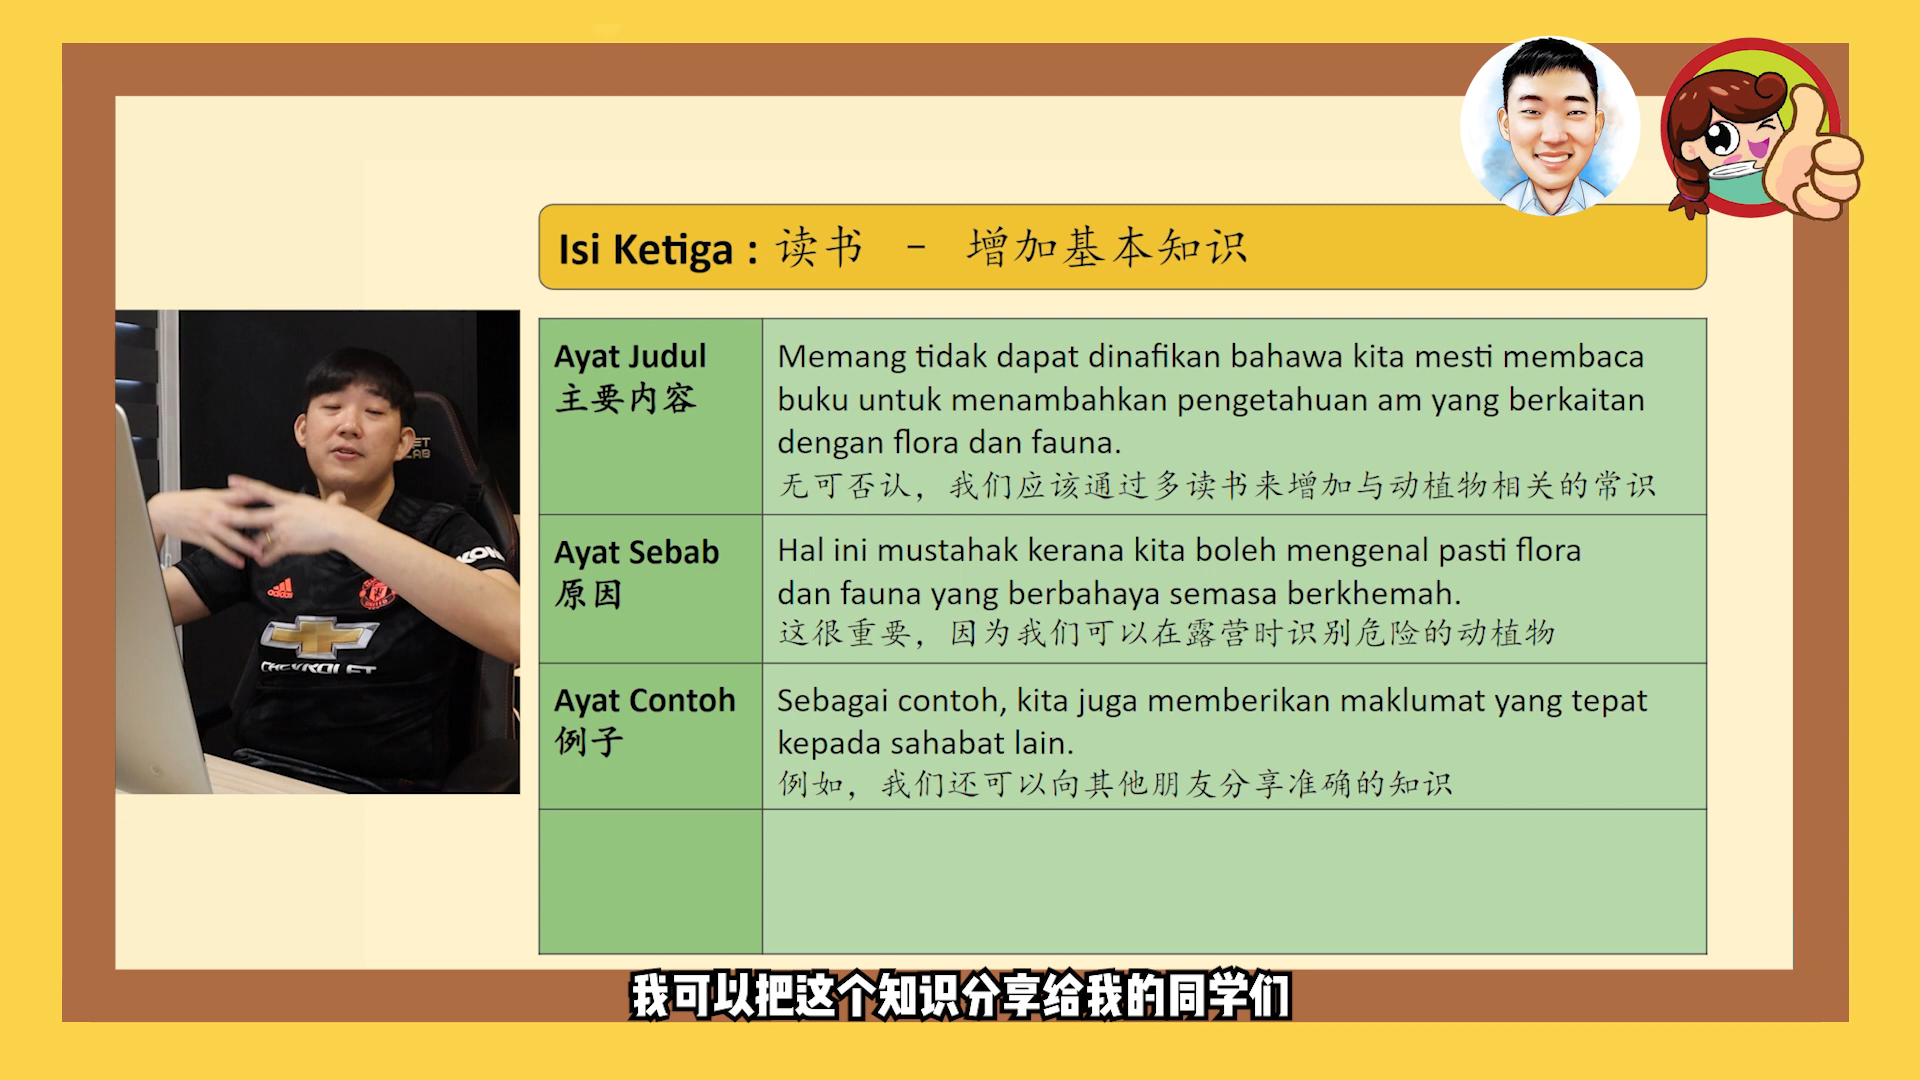 Isi Ketiga : 读书 - 增加基本知识
Ayat Judul
主要内容
Memang tidak dapat dinafikan bahawa kita mesti membaca
buku untuk menambahkan pengetahuan am yang berkaitan
dengan flora dan fauna.
无可否认，我们应该通过多读书来增加与动植物相关的常识
Ayat Sebab
原因
Hal ini mustahak kerana kita boleh mengenal pasti flora
dan fauna yang berbahaya semasa berkhemah.
这很重要，因为我们可以在露营时识别危险的动植物
Ayat Contoh
例子
Sebagai contoh, kita juga memberikan maklumat yang tepat
kepada sahabat lain.
例如，我们还可以向其他朋友分享准确的知识
adidas
UNITED
CHEVROLET
我可以把这个知识分享给我的同学们